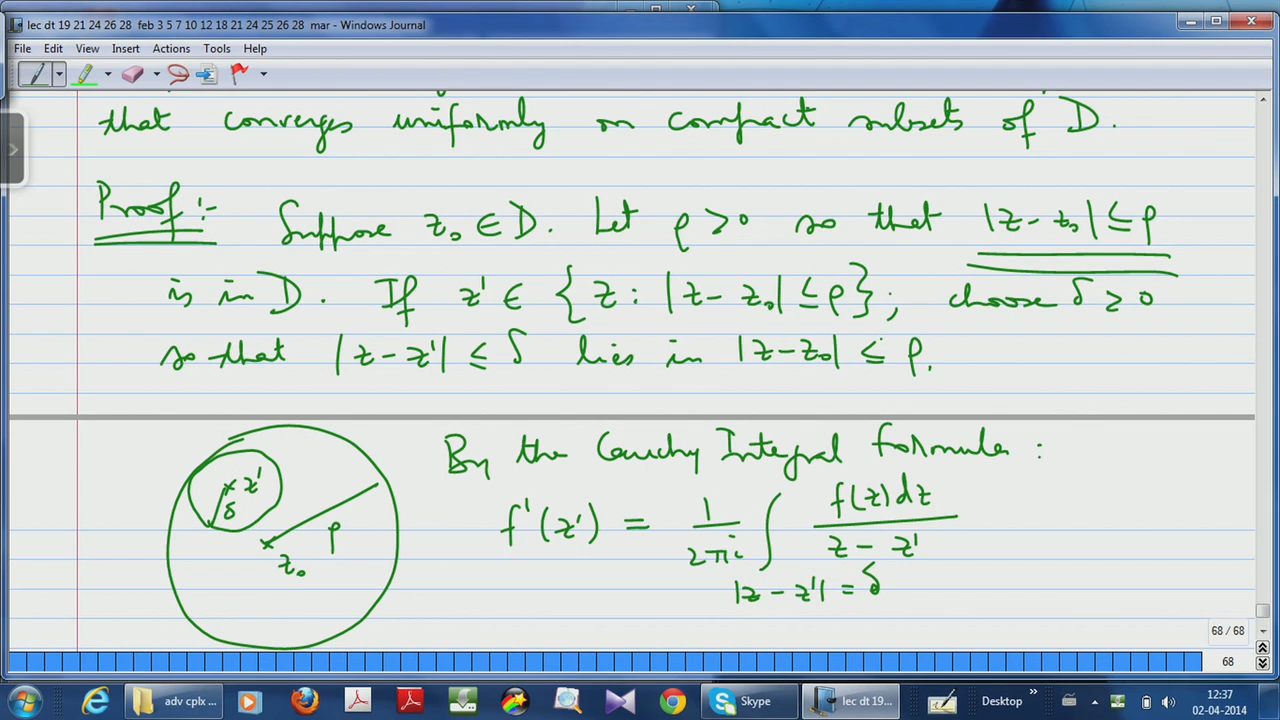 lec dt 19 21 24 26 28 feb 3 5 7 10 12 18 21 24 25 26 28 mar - Windows Journal
File Edit View Insert Actions Tools Help
that converges uniformly on compact subsets of D.
Proof :- Suppose z₀ ∈ D. Let ρ > 0 so that |z - z₀| ≤ ρ
is in D. If z' ∈ {z : |z - z₀| ≤ ρ}; choose δ ≥ 0
so that |z - z'| ≤ δ lies in |z - z₀| ≤ ρ.
By the Cauchy Integral formula :
f'(z') = 1/2πi ∫ f(z)dz / z - z'
|z - z'| = δ
z'
δ
ρ
z₀
68 / 68
68
adv cplx ... Skype lec dt 19... Desktop 12:37
02-04-2014